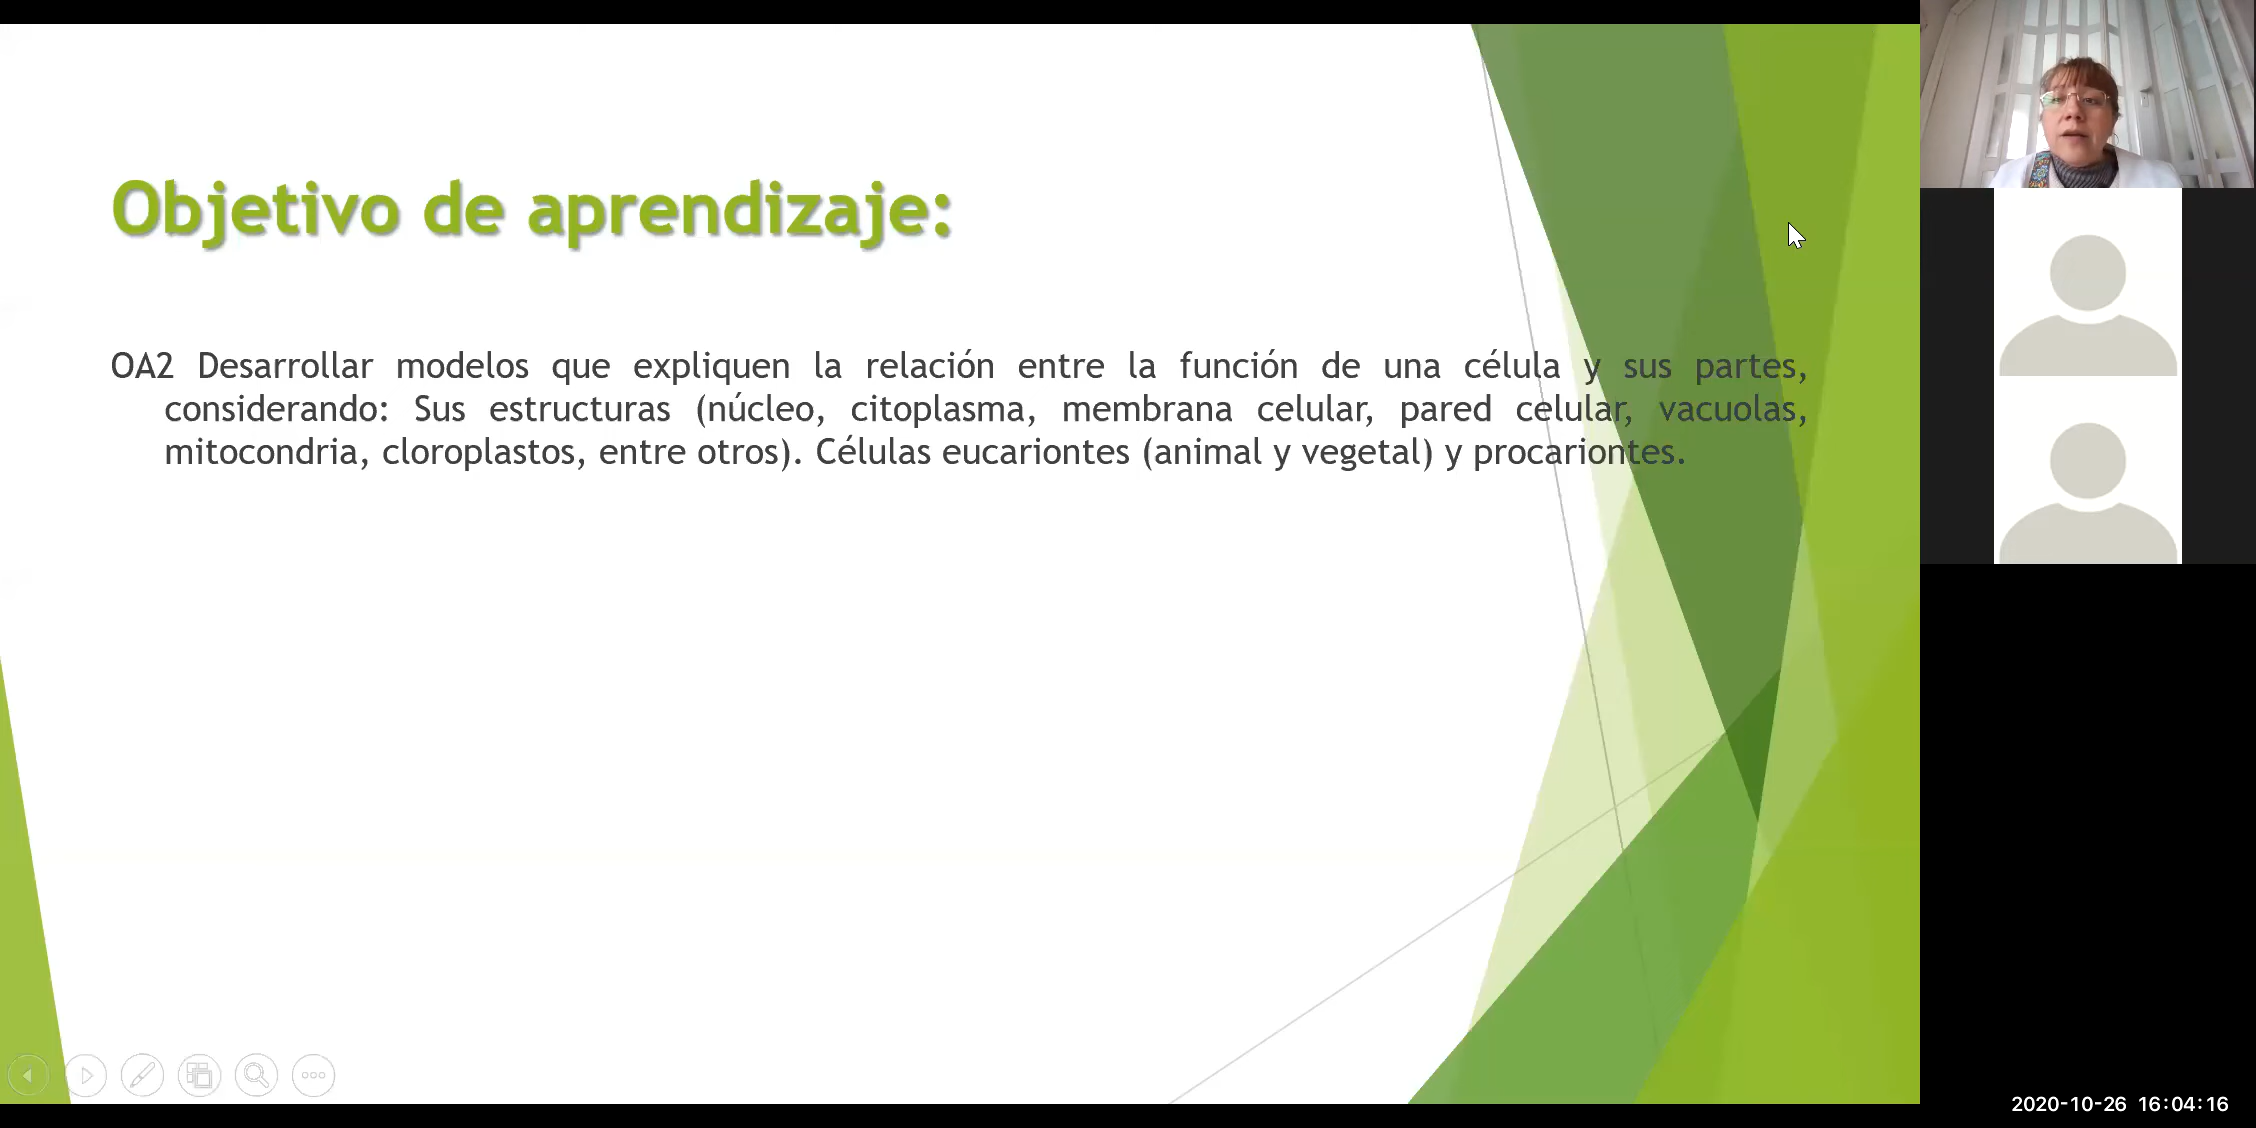 Objetivo de aprendizaje:
OA2 Desarrollar modelos que expliquen la relación entre la función de una célula y sus partes,
considerando: Sus estructuras (núcleo, citoplasma, membrana celular, pared celular, vacuolas,
mitocondria, cloroplastos, entre otros). Células eucariontes (animal y vegetal) y procariontes.
2020-10-26 16:04:16